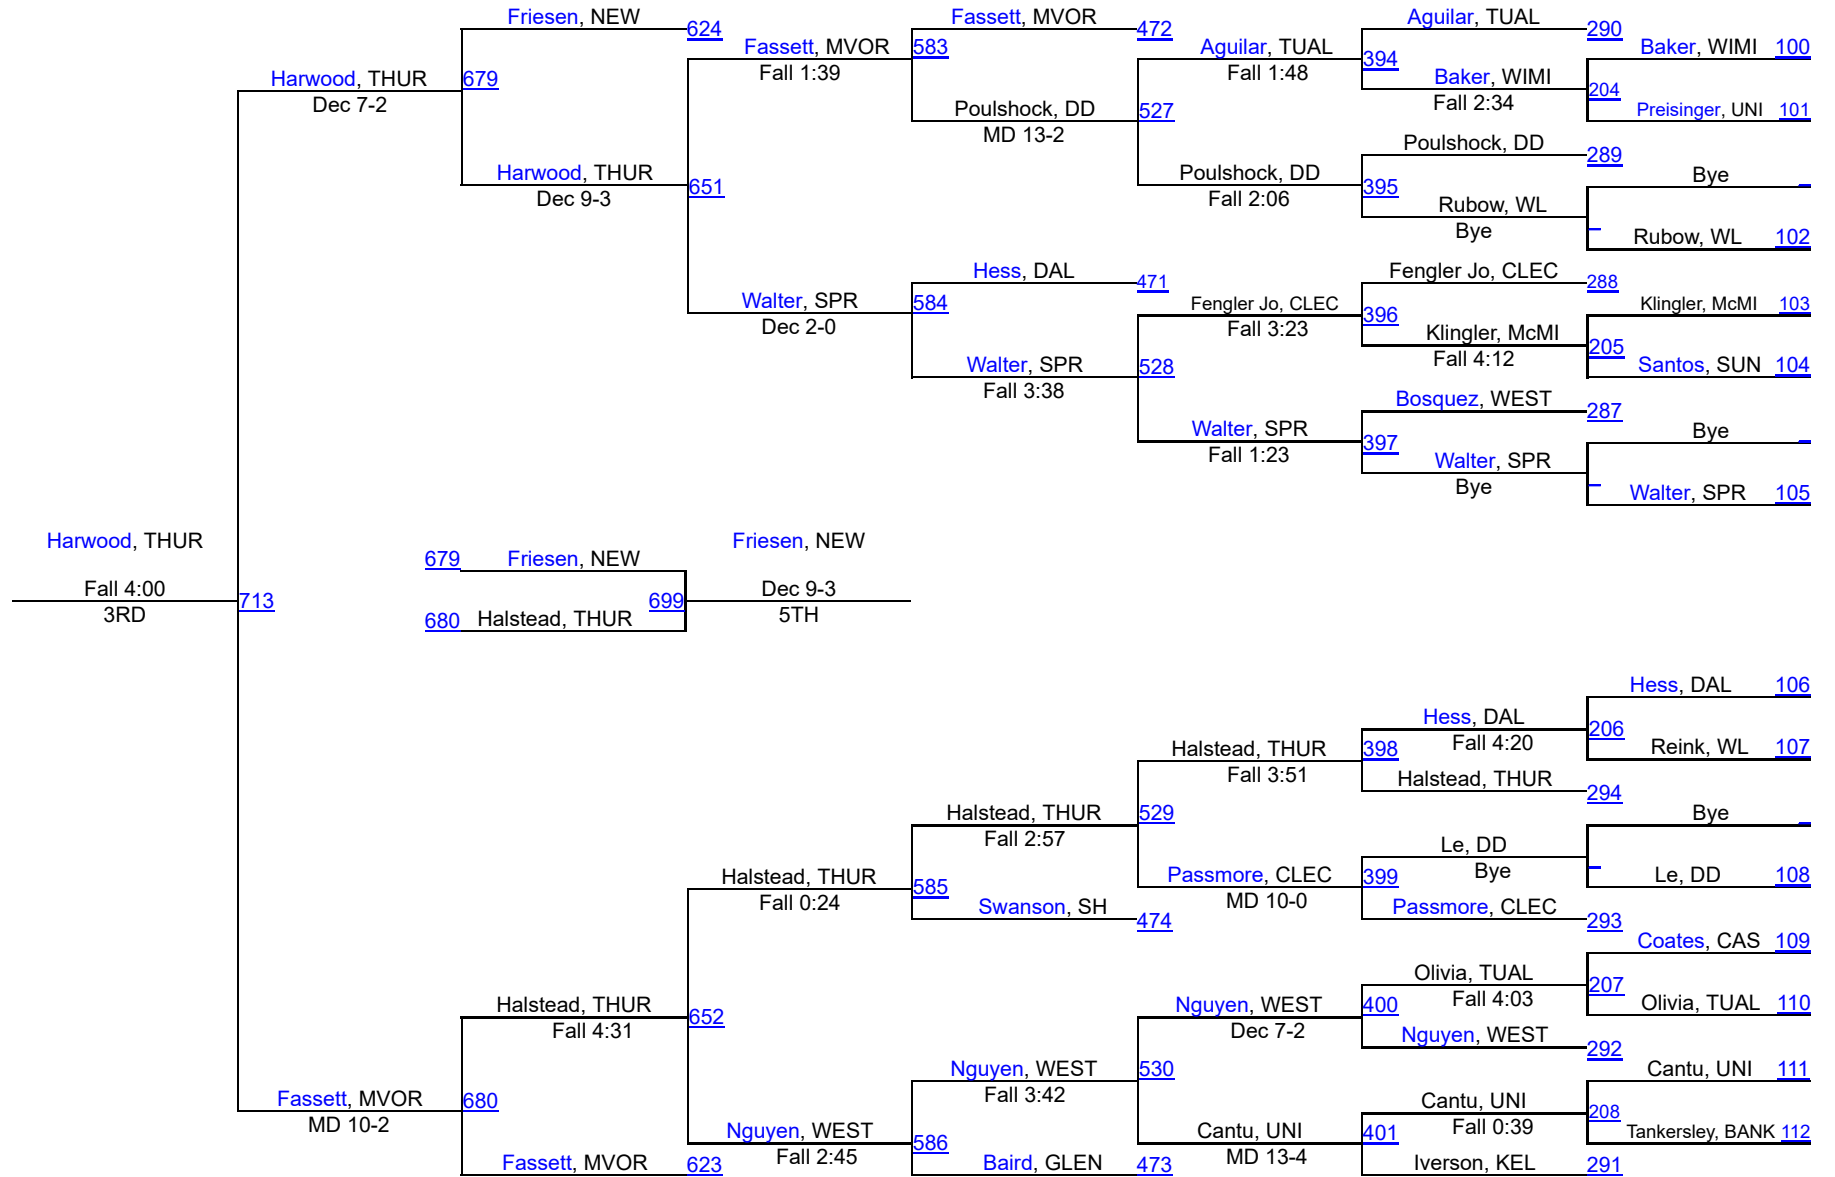 Friesen, NEW
624
Fassett, MVOR
472
Aguilar, TUAL
290
Fassett, MVOR
583
Aguilar, TUAL
394
Baker, WIMI 100
Harwood, THUR
679
Fall 1:39
Fall 1:48
Baker, WIMI
204
Dec 7-2
Poulshock, DD
527
Fall 2:34
Preisinger, UNI 101
MD 13-2
Poulshock, DD
289
Harwood, THUR
651
Poulshock, DD
395
Bye
Dec 9-3
Fall 2:06
Rubow, WL
Bye
Rubow, WL 102
Hess, DAL
471
Fengler Jo, CLEC
288
Walter, SPR
584
Fengler Jo, CLEC
396
Klingler, McMI 103
Dec 2-0
Fall 3:23
Klingler, McMI
205
Walter, SPR
528
Fall 4:12
Santos, SUN 104
Fall 3:38
Bosquez, WEST
287
Walter, SPR
397
Bye
Fall 1:23
Walter, SPR
Bye
Walter, SPR 105
Harwood, THUR
679 Friesen, NEW
Friesen, NEW
Fall 4:00
713
699
Dec 9-3
3RD
680 Halstead, THUR
5TH
Hess, DAL 106
Hess, DAL
206
Halstead, THUR
398
Fall 4:20
Reink, WL 107
Fall 3:51
Halstead, THUR
294
Halstead, THUR
529
Bye
Fall 2:57
Le, DD
Halstead, THUR
585
Passmore, CLEC
399
Bye
Le, DD 108
Fall 0:24
Swanson, SH
474
MD 10-0
Passmore, CLEC
293
Coates, CAS 109
Olivia, TUAL
207
Halstead, THUR
652
Nguyen, WEST
400
Fall 4:03
Olivia, TUAL 110
Fall 4:31
Dec 7-2
Nguyen, WEST
292
Nguyen, WEST
530
Cantu, UNI 111
Fassett, MVOR
680
Fall 3:42
Cantu, UNI
208
MD 10-2
Nguyen, WEST
586
Cantu, UNI
401
Fall 0:39
Tankersley, BANK 112
Fassett, MVOR
623
Fall 2:45
Baird, GLEN
473
MD 13-4
Iverson, KEL
291